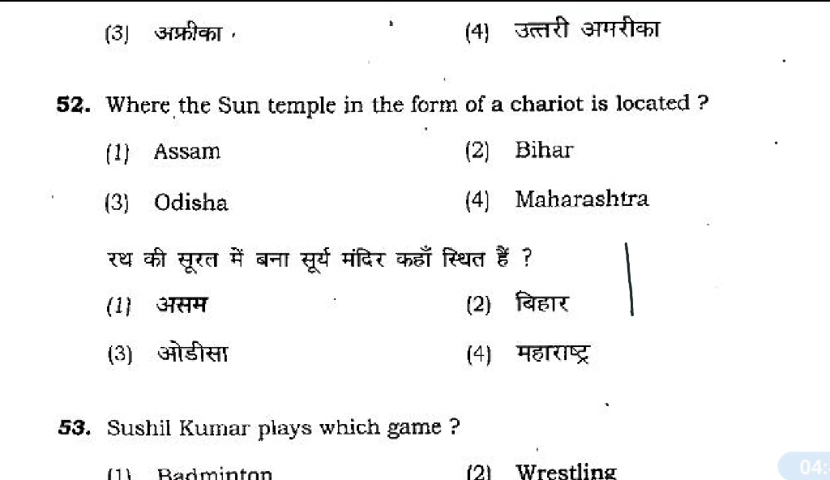 (3) अफ्रीका
(4) उत्तरी अमरीका
52. Where the Sun temple in the form of a chariot is located ?
(1) Assam
(2) Bihar
(3) Odisha
(4) Maharashtra
रथ की सूरत में बना सूर्य मंदिर कहाँ स्थित हैं ?
(1) असम
(2) बिहार
(3) ओडीसा
(4) महाराष्ट्र
53. Sushil Kumar plays which game ?
(1) Badminton
(2) Wrestling